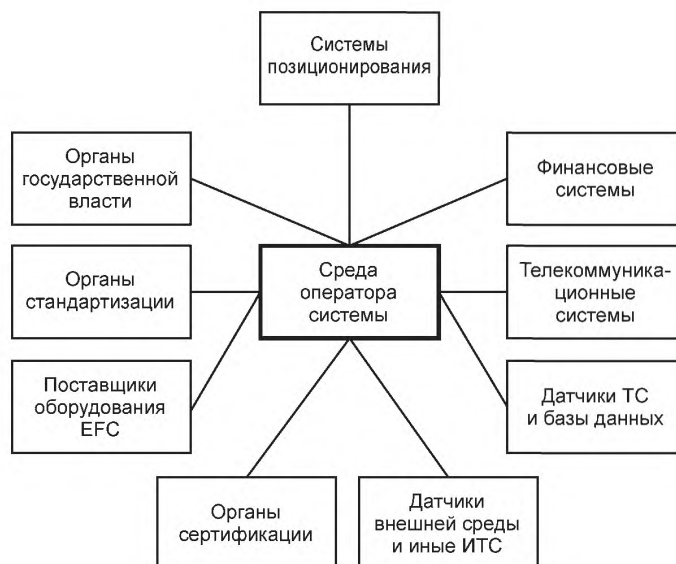 Системы
позиционирования
Органы
государственной
власти
Финансовые
системы
Органы
стандартизации
Среда
оператора
системы
Телекоммуника-
ционные
системы
Поставщики
оборудования
EFC
Датчики ТС
и базы данных
Органы
сертификации
Датчики
внешней среды
и иные ИТС